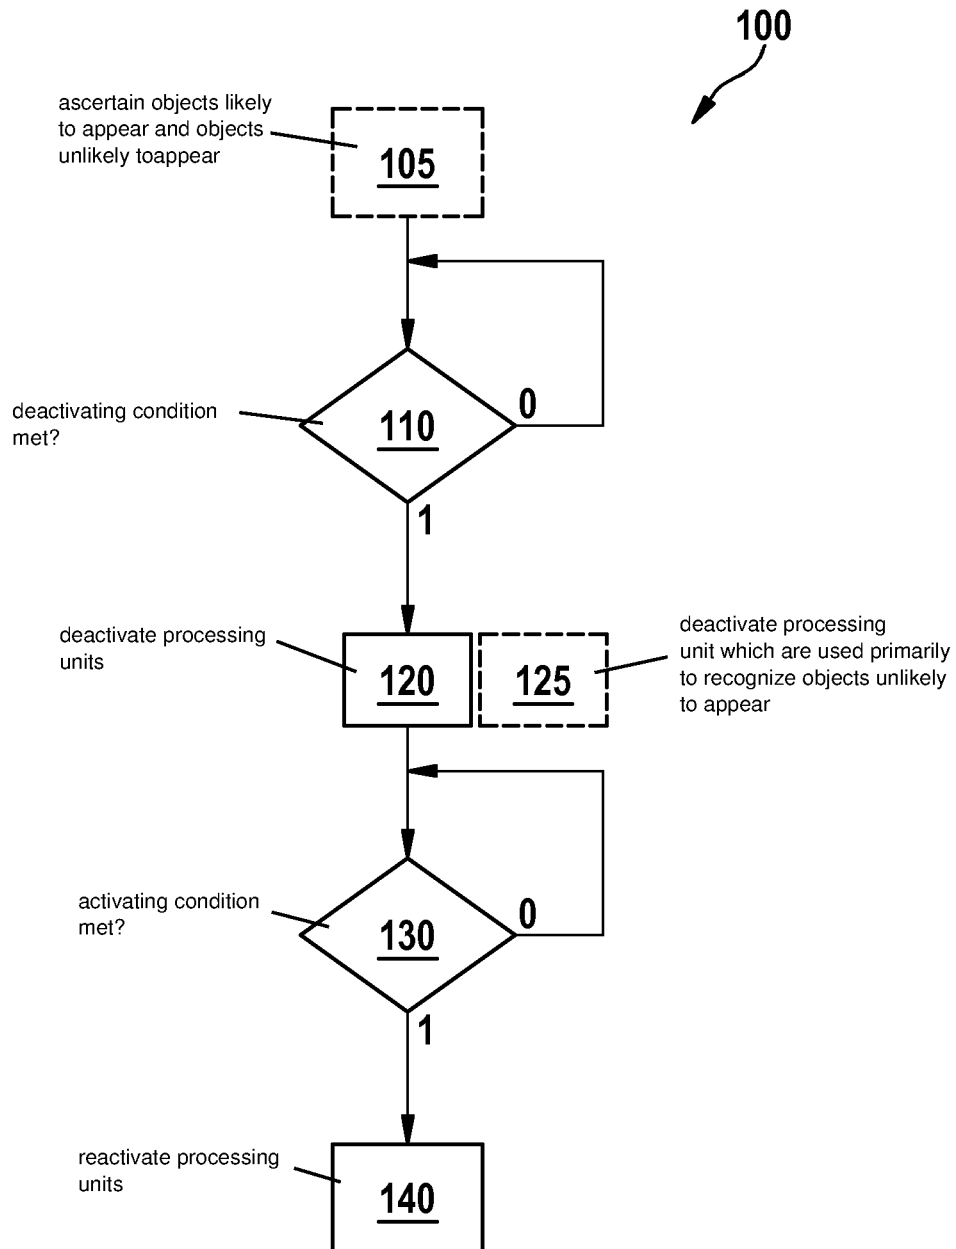 100
ascertain objects likely
to appear and objects
unlikely toappear
105
0
deactivating condition
met?
110
1
deactivate processing
units
120
125
deactivate processing
unit which are used primarily
to recognize objects unlikely
to appear
0
activating condition
met?
130
1
reactivate processing
units
140